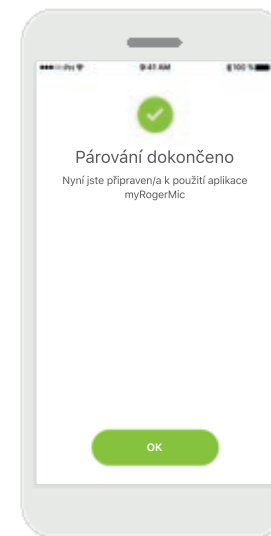 9:41 AM
100 %
Párování dokončeno
Nyní jste připraven/a k použití aplikace
myRogerMic
OK